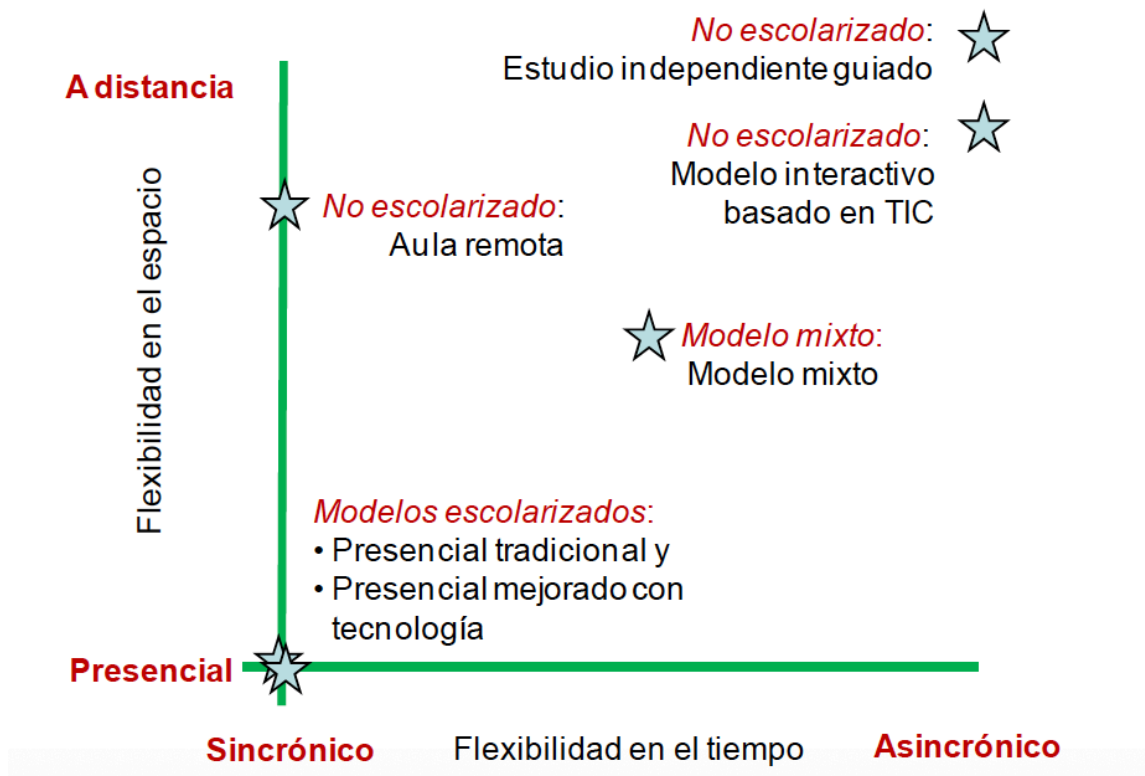 No escolarizado:
Estudio independiente guiado
A distancia
No escolarizado:
Modelo interactivo
basado en TIC
Flexibilidad en el espacio
No escolarizado:
Aula remota
Modelo mixto:
Modelo mixto
Modelos escolarizados:
• Presencial tradicional y
• Presencial mejorado con
tecnología
Presencial
Sincrónico
Flexibilidad en el tiempo
Asincrónico